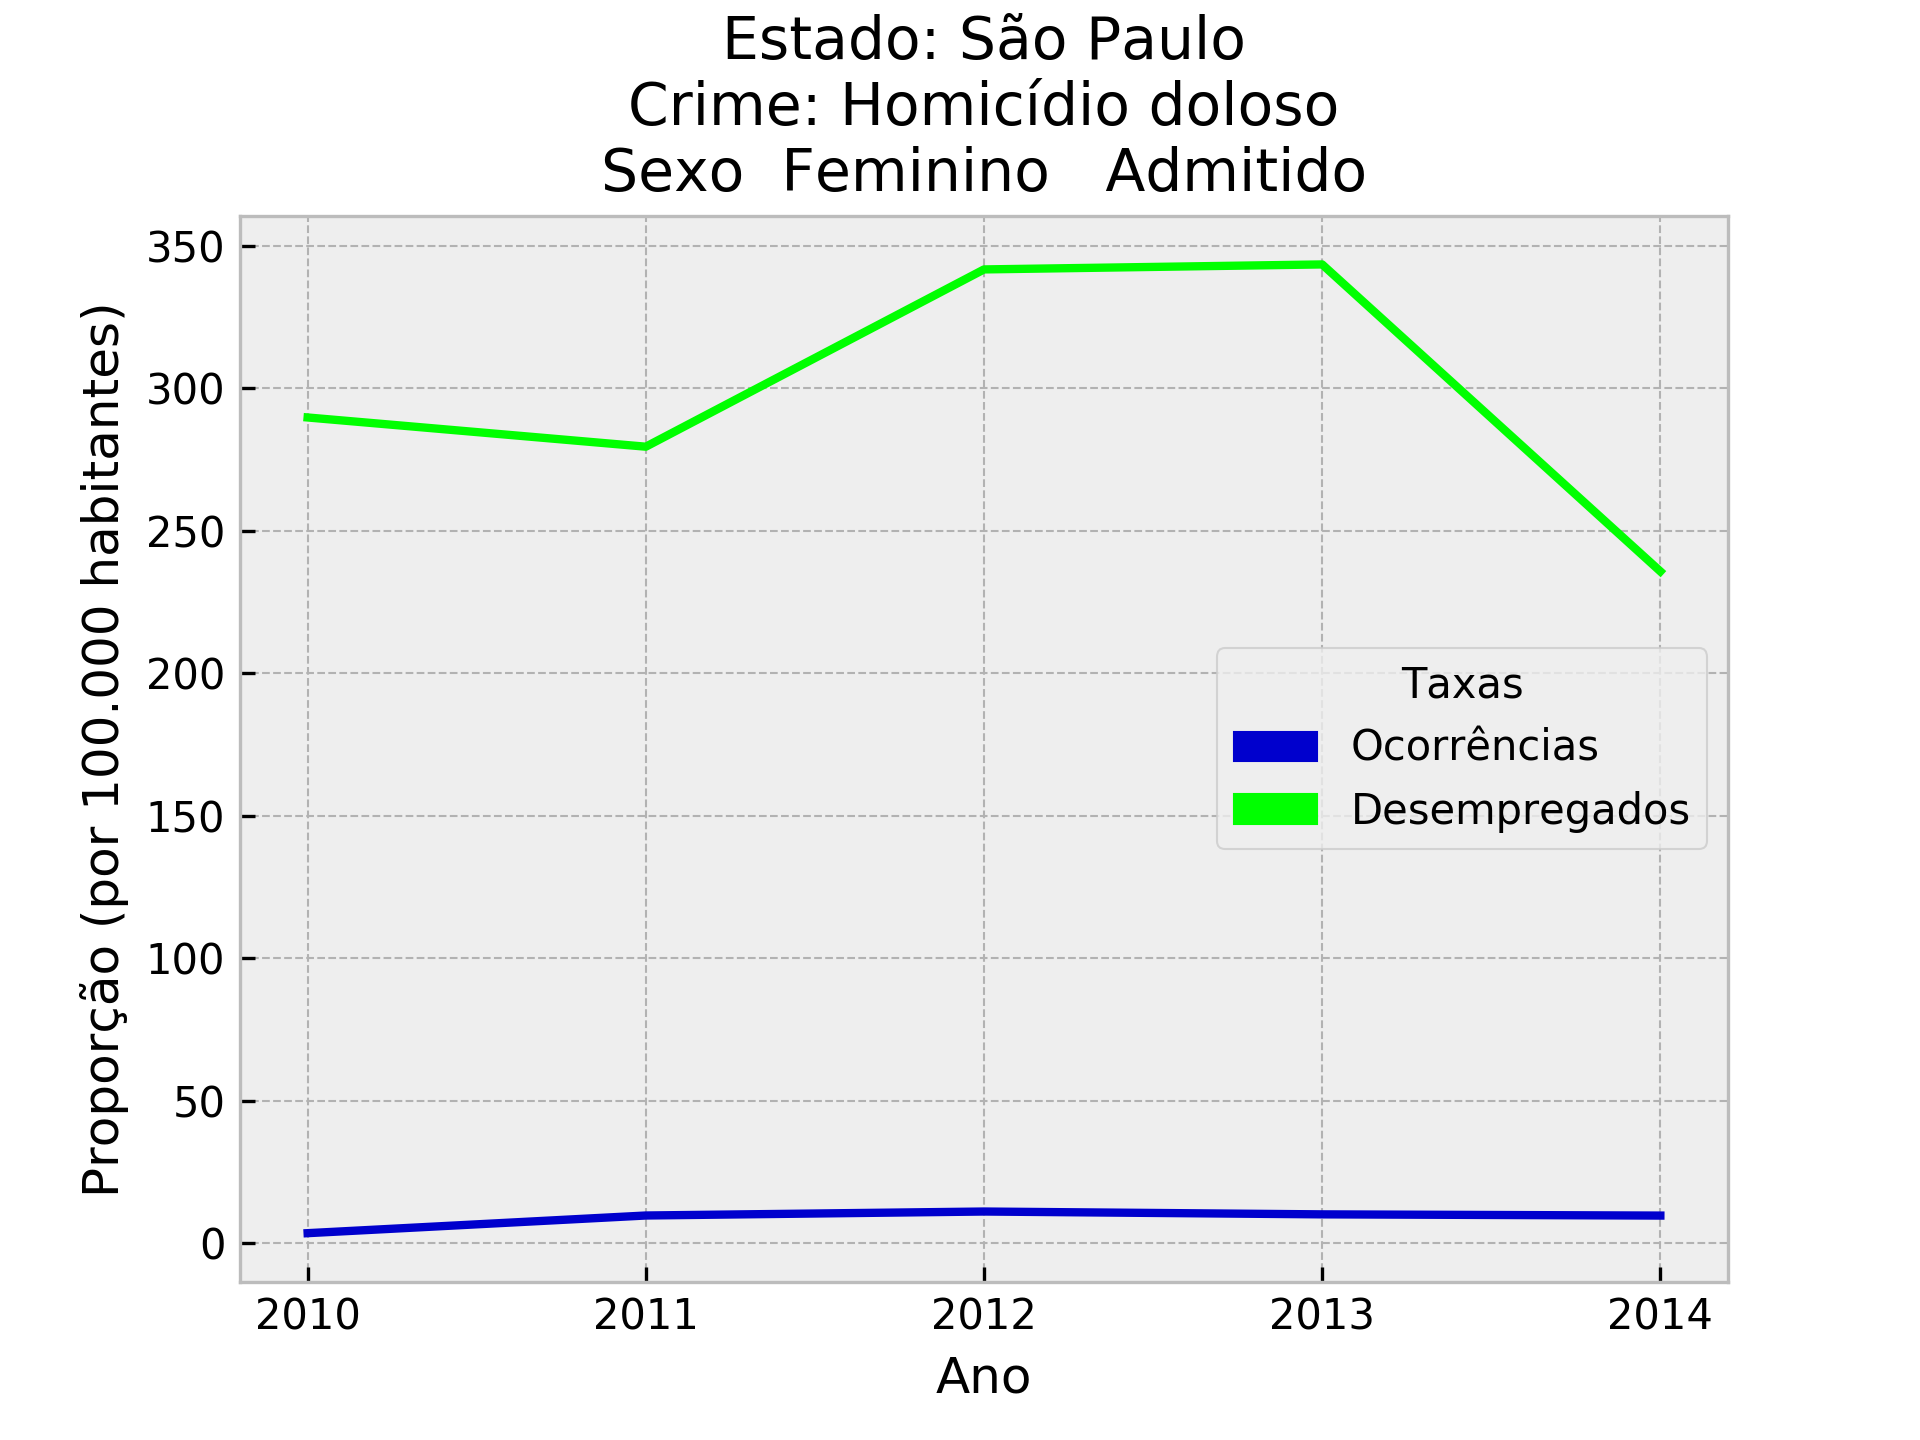 Estado: São Paulo
Crime: Homicídio doloso
Sexo  Feminino   Admitido
Proporção (por 100.000 habitantes)
350
300
250
200
150
100
50
0
Taxas
Ocorrências
Desempregados
2010 2011 2012 2013 2014
Ano